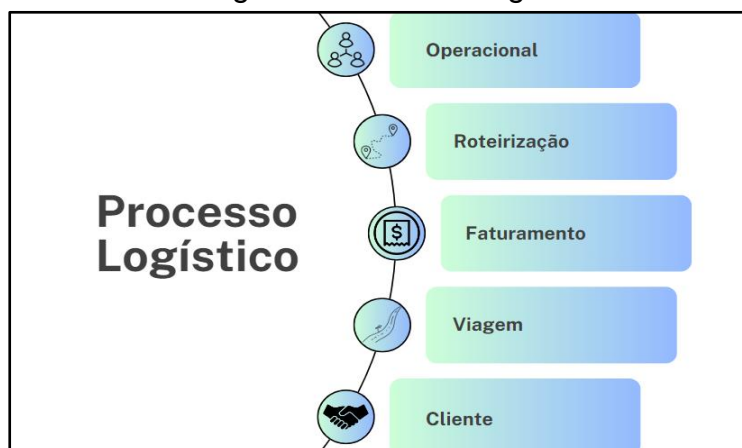 Operacional
Roteirização
Processo
Logístico
Faturamento
$
Viagem
Cliente